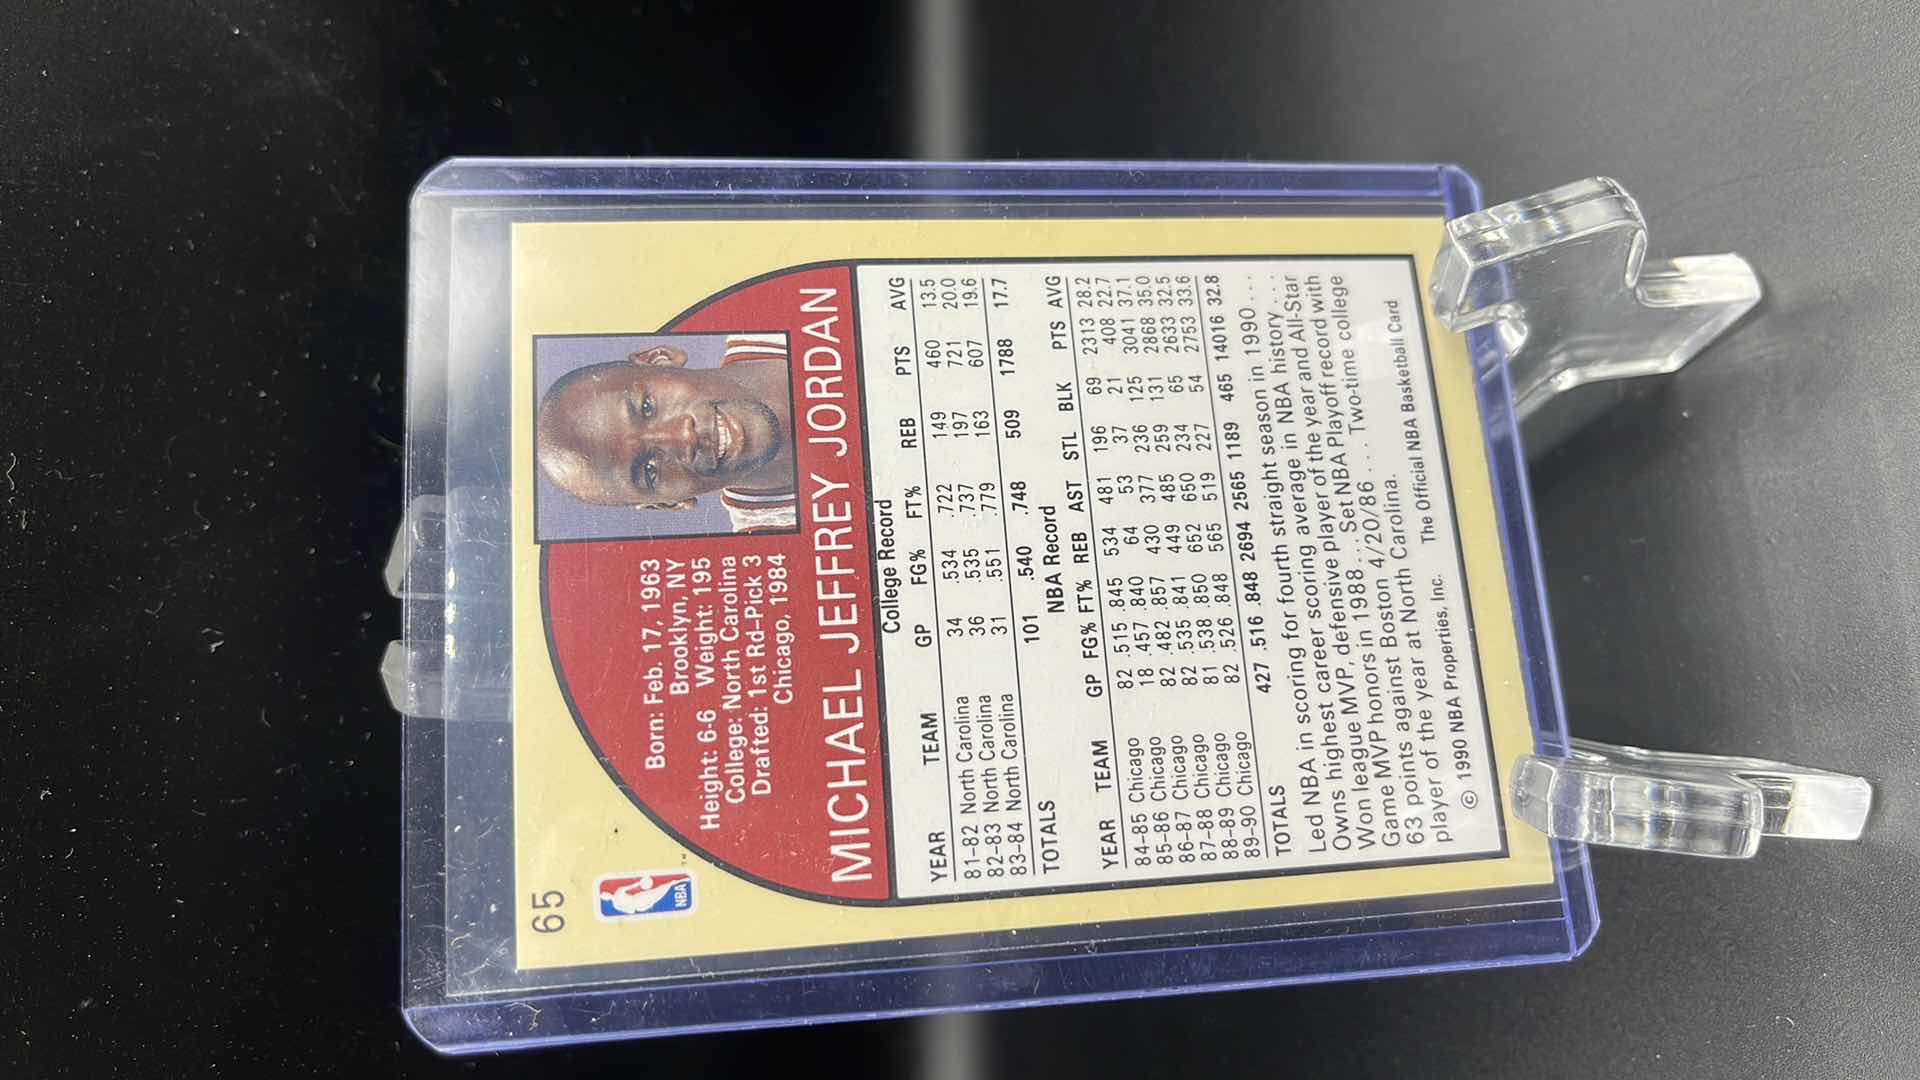 65
NBA
™
Born: Feb. 17, 1963
Brooklyn, NY
Height: 6-6 Weight: 195
College: North Carolina
Drafted: 1st Rd-Pick 3
Chicago, 1984
MICHAEL JEFFREY JORDAN
College Record
YEAR TEAM GP FG% FT% REB PTS AVG
81-82 North Carolina 34 .534 .722 149 460 13.5
82-83 North Carolina 36 .535 .737 197 721 20.0
83-84 North Carolina 31 .551 .779 163 607 19.6
TOTALS 101 .540 .748 509 1788 17.7
NBA Record
YEAR TEAM GP FG% FT% REB AST STL BLK PTS AVG
84-85 Chicago 82 .515 .845 534 481 196 69 2313 28.2
85-86 Chicago 18 .457 .840 64 53 37 21 408 22.7
86-87 Chicago 82 .482 .857 430 377 236 125 3041 37.1
87-88 Chicago 82 .535 .841 449 485 259 131 2868 35.0
88-89 Chicago 81 .538 .850 652 650 234 65 2633 32.5
89-90 Chicago 82 .526 .848 565 519 227 54 2753 33.6
TOTALS 427 .516 .848 2694 2565 1189 465 14016 32.8
Led NBA in scoring for fourth straight season in 1990 . . .
Owns highest career scoring average in NBA history . . .
Won league MVP, defensive player of the year and All-Star
Game MVP honors in 1988 . . . Set NBA Playoff record with
63 points against Boston 4/20/86 . . . Two-time college
player of the year at North Carolina.
© 1990 NBA Properties, Inc. The Official NBA Basketball Card